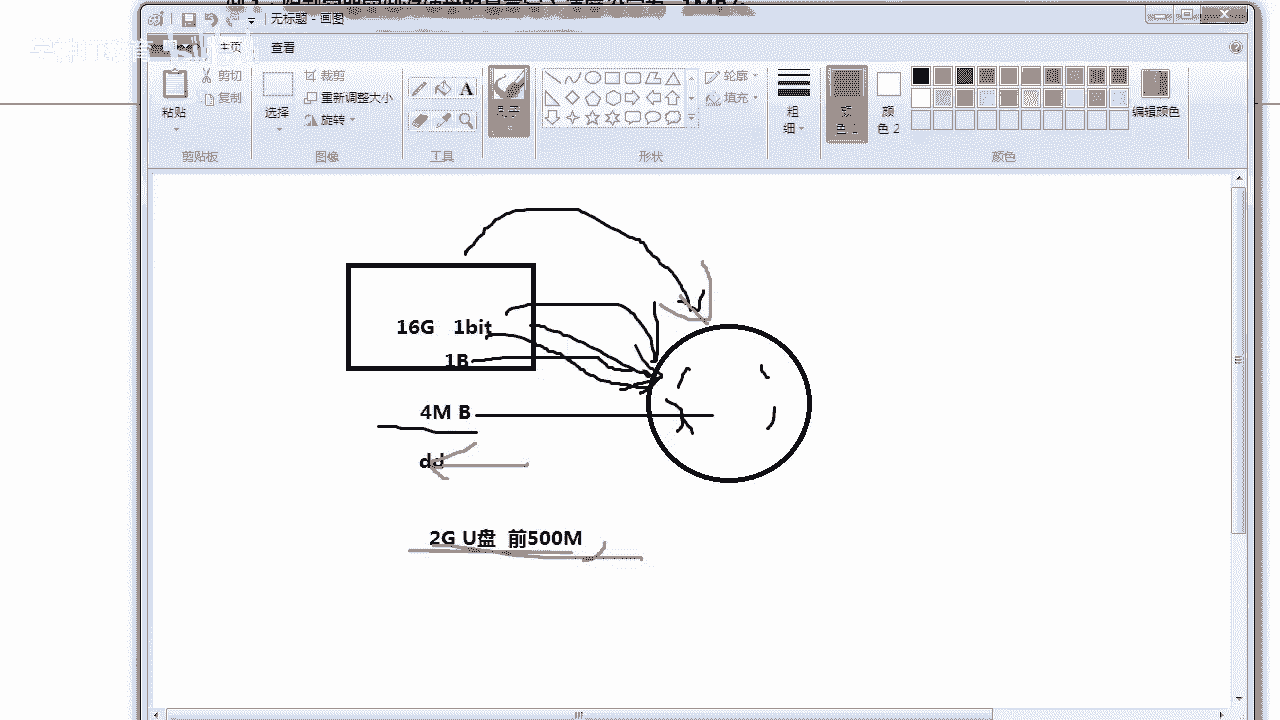 无标题 - 画图
主页 查看
剪切
复制
粘贴
剪贴板
选择
裁剪
重新调整大小
旋转
图像
A
工具
形状
轮廓
填充
粗
细
颜
色 1
颜
色 2
编辑颜色
颜色
16G 1bit
1B
4M B
dd
2G U盘 前500M